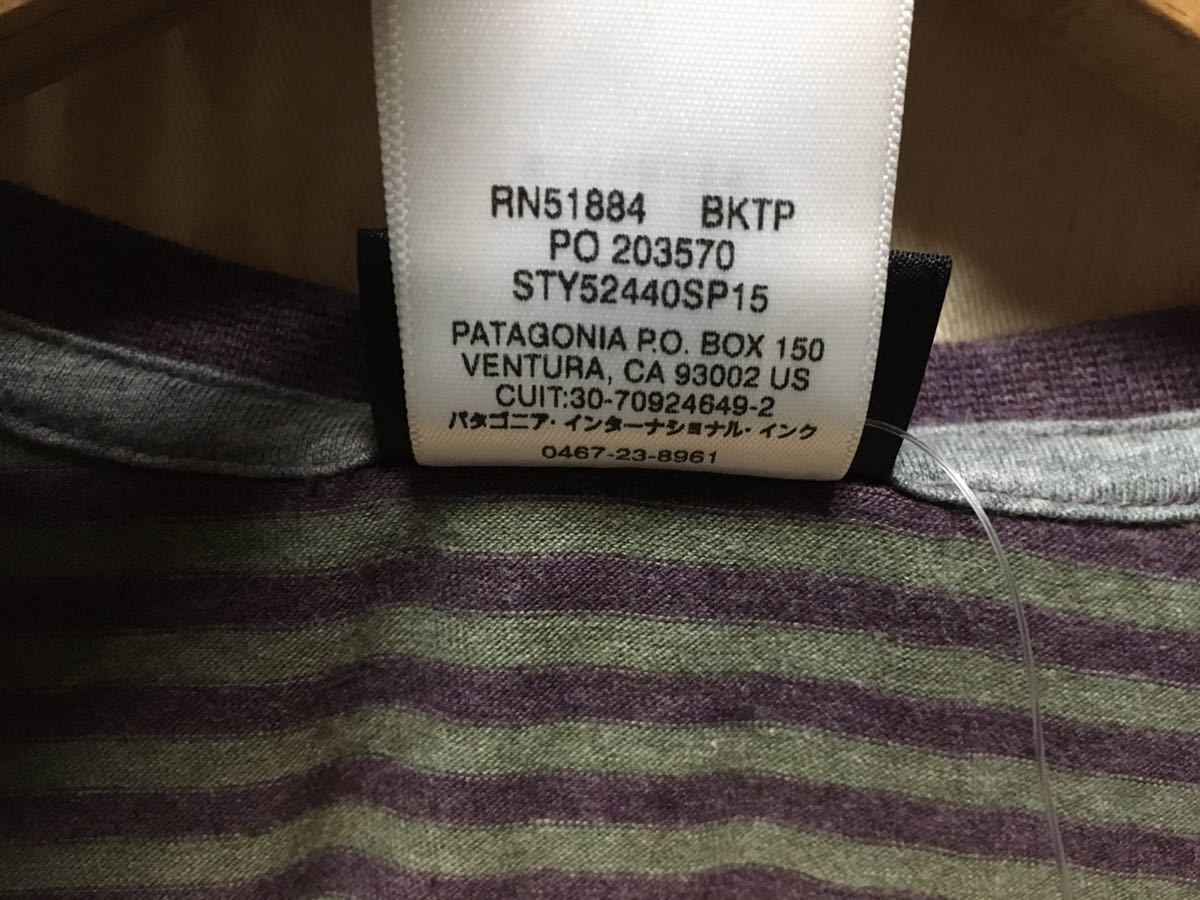 RN51884 BKTP
PO 203570
STY52440SP15
PATAGONIA P.O. BOX 150
VENTURA, CA 93002 US
CUIT:30-70924649-2
パタゴニア・インターナショナル・インク
0467-23-8961